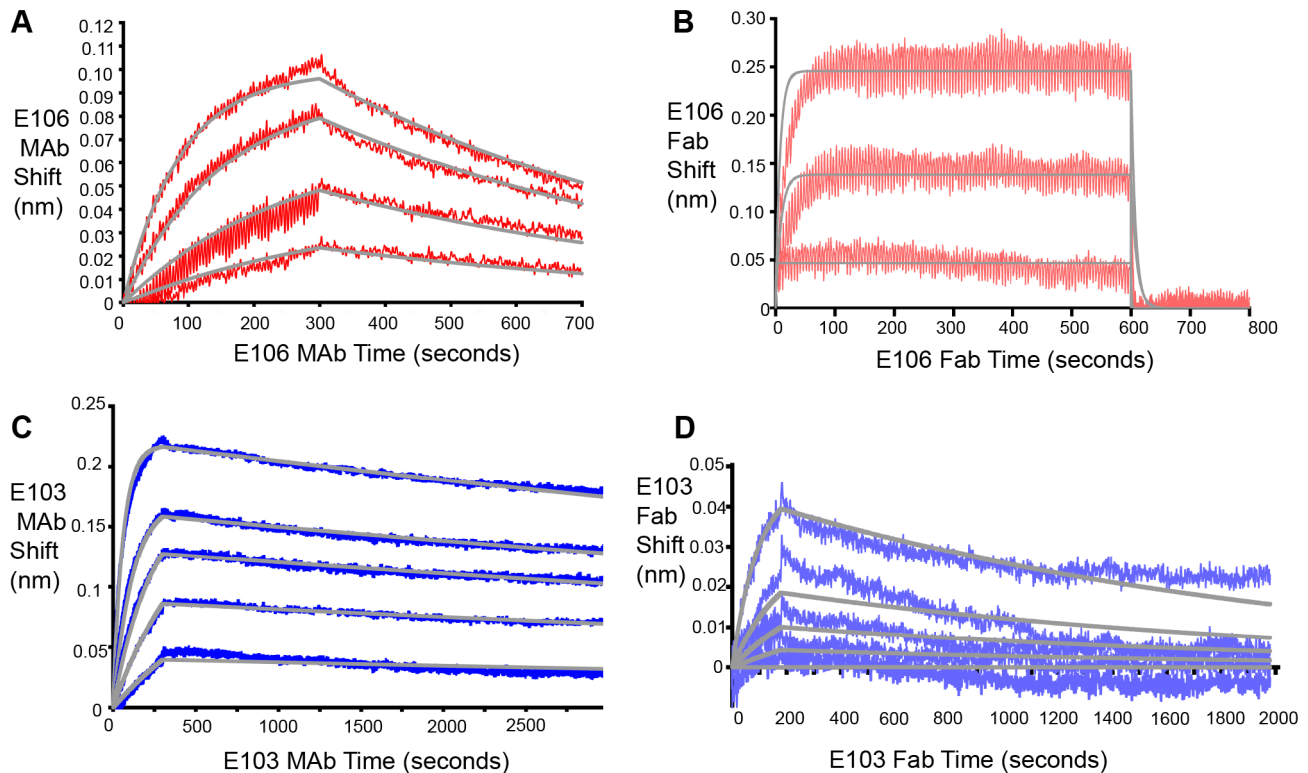 A
E106
MAb
Shift
(nm)
0.12
0.11
0.10
0.09
0.08
0.07
0.06
0.05
0.04
0.03
0.02
0.01
0
0 100 200 300 400 500 600 700
E106 MAb Time (seconds)
B
E106
Fab
Shift
(nm)
0.30
0.25
0.20
0.15
0.10
0.05
0
0 100 200 300 400 500 600 700 800
E106 Fab Time (seconds)
C
E103
MAb
Shift
(nm)
0.25
0.2
0.15
0.1
0.05
0
500 1000 1500 2000 2500
E103 MAb Time (seconds)
D
E103
Fab
Shift
(nm)
0.05
0.04
0.03
0.02
0.01
0
0 200 400 600 800 1000 1200 1400 1600 1800 2000
E103 Fab Time (seconds)